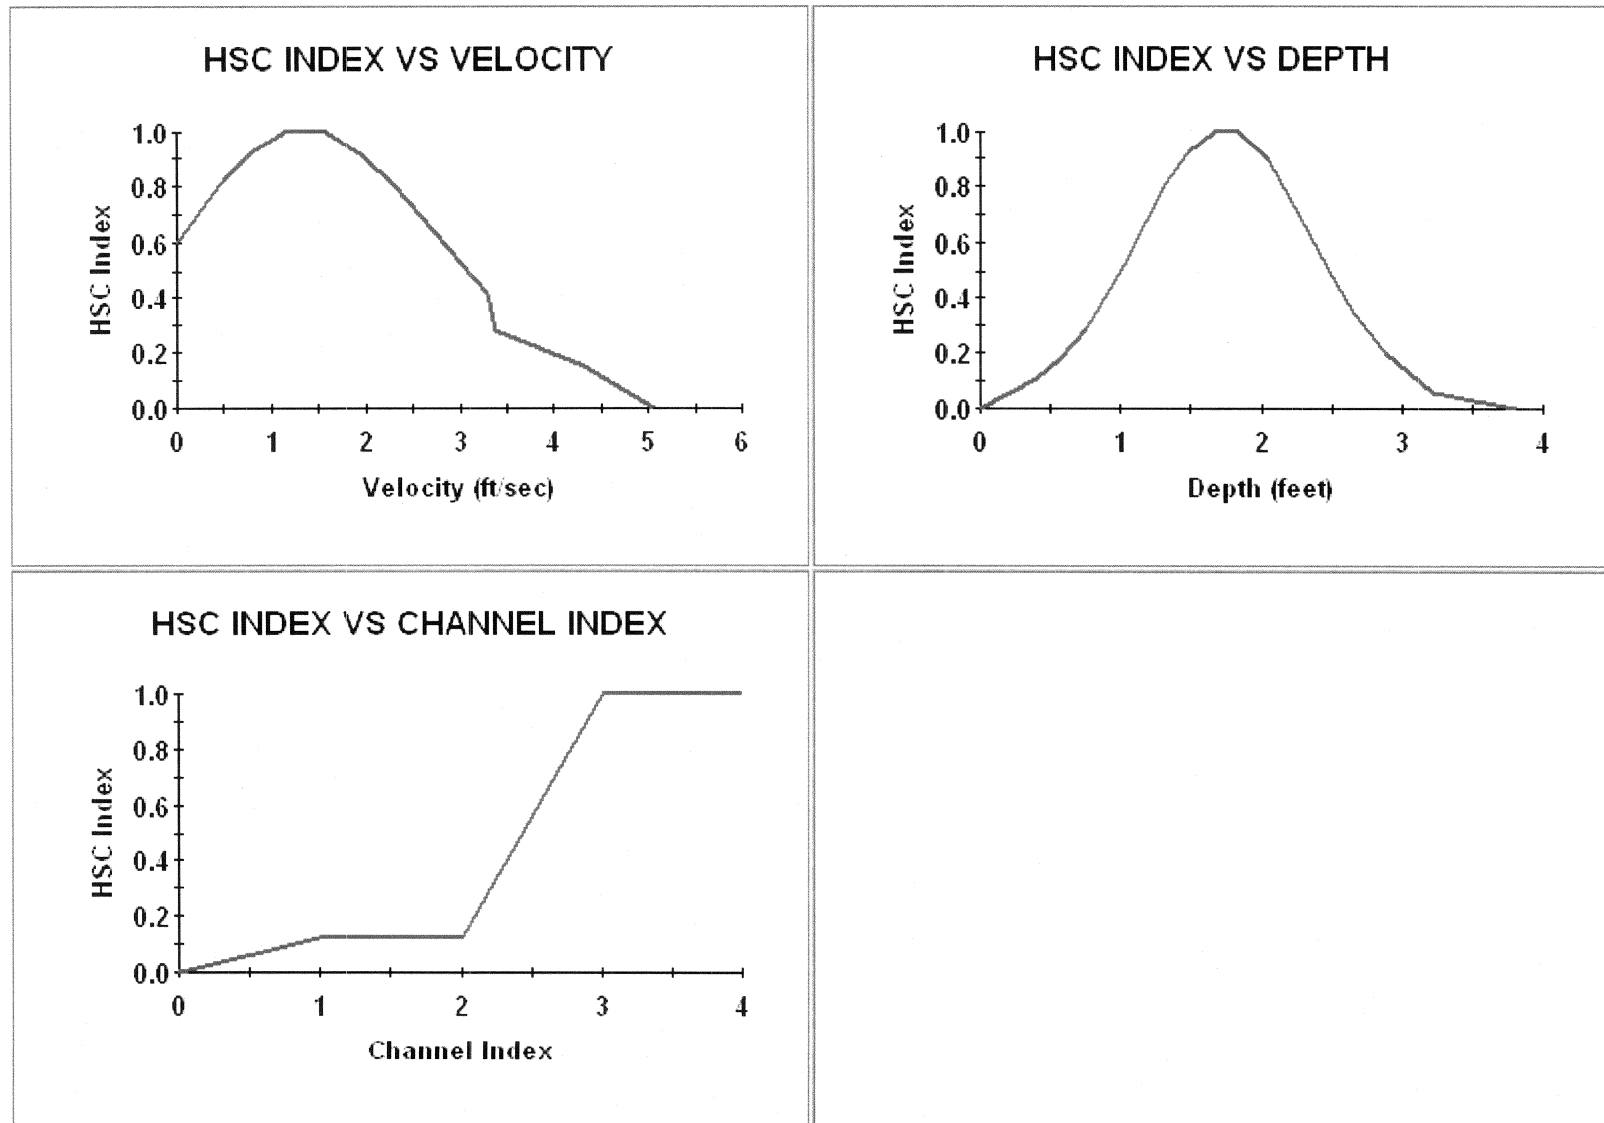 HSC INDEX VS VELOCITY
HSC Index
1.0
0.8
0.6
0.4
0.2
0.0
0 1 2 3 4 5 6
Velocity (ft/sec)
HSC INDEX VS DEPTH
HSC Index
1.0
0.8
0.6
0.4
0.2
0.0
0 1 2 3 4
Depth (feet)
HSC INDEX VS CHANNEL INDEX
HSC Index
1.0
0.8
0.6
0.4
0.2
0.0
0 1 2 3 4
Channel Index